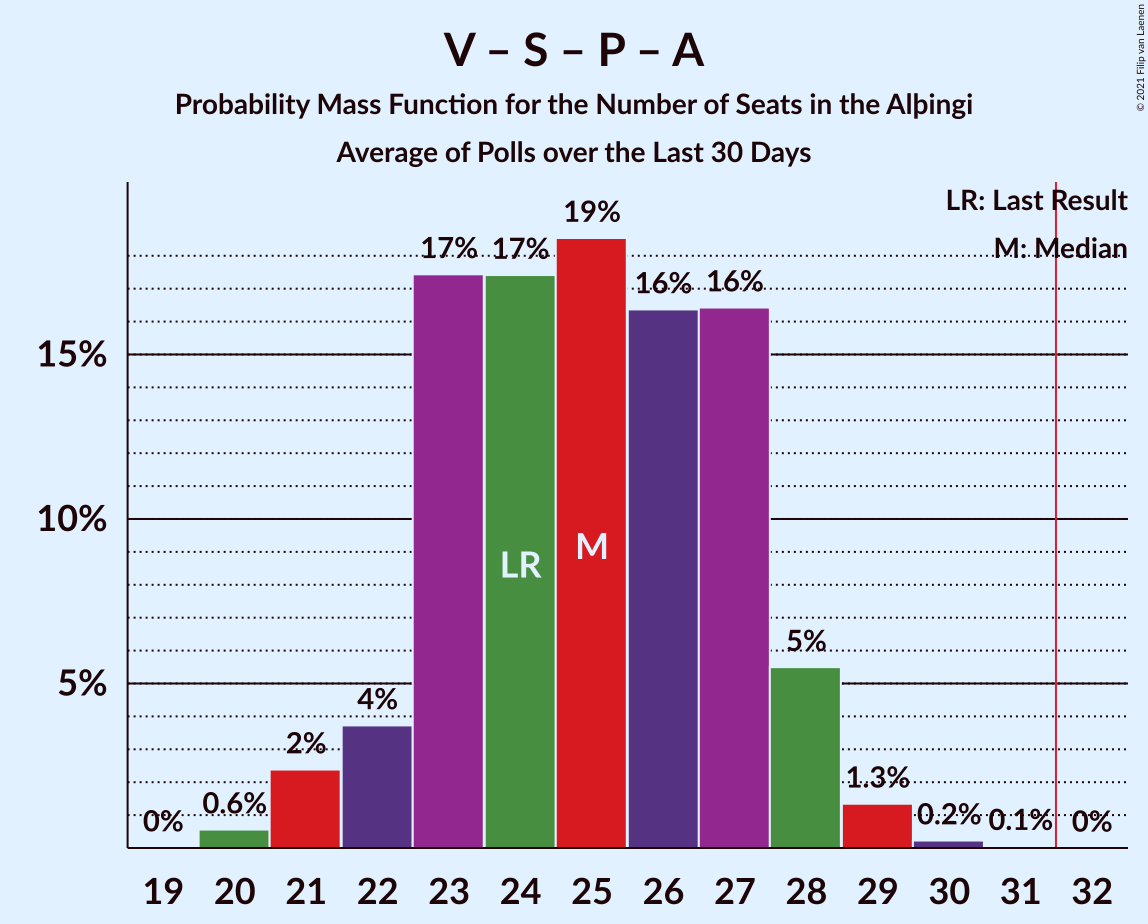 V – S – P – A
Probability Mass Function for the Number of Seats in the Alþingi
Average of Polls over the Last 30 Days
© 2021 Filip van Laenen
LR: Last Result
M: Median
15%
10%
5%
0%
0.6%
2%
4%
17%
17%
19%
16%
16%
5%
1.3%
0.2%
0.1%
0%
LR
M
19 20 21 22 23 24 25 26 27 28 29 30 31 32